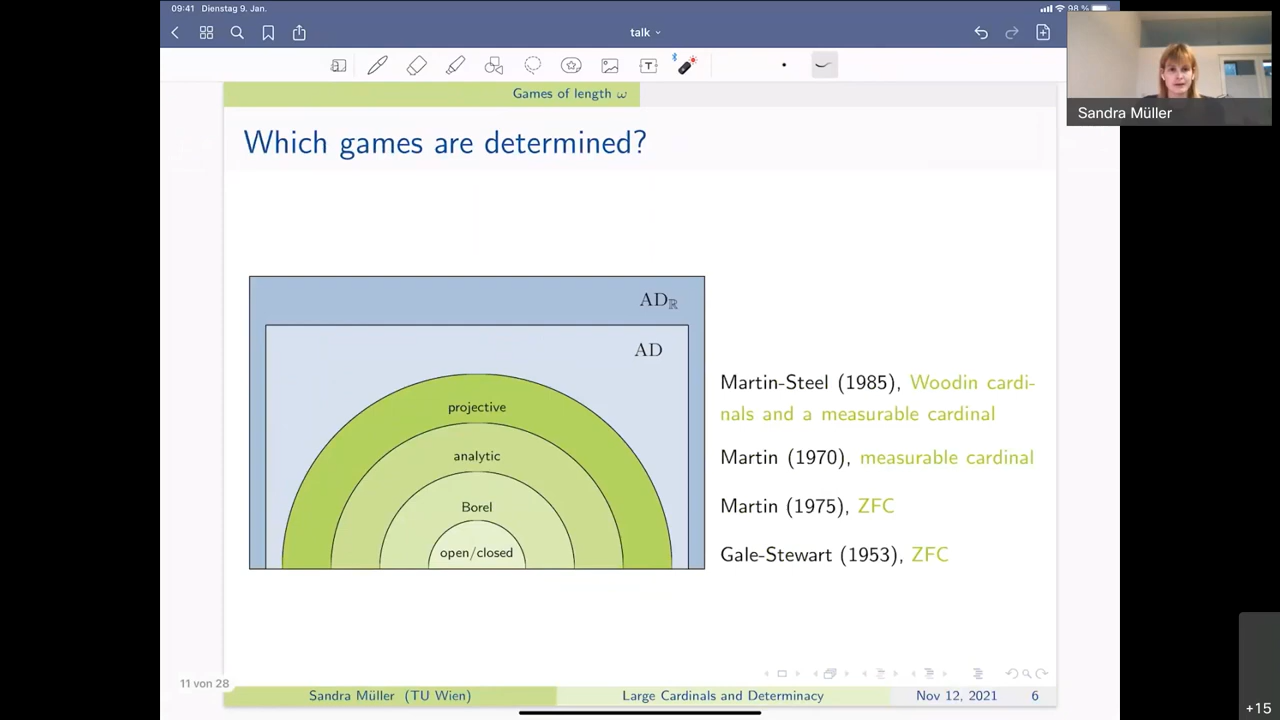 09:41 Dienstag 9. Jan.
98 %
talk
T
Sandra Müller
Games of length ω
Which games are determined?
ADℝ
AD
projective
analytic
Borel
open/closed
Martin-Steel (1985), Woodin cardi-
nals and a measurable cardinal
Martin (1970), measurable cardinal
Martin (1975), ZFC
Gale-Stewart (1953), ZFC
11 von 28
Sandra Müller (TU Wien) Large Cardinals and Determinacy Nov 12, 2021 6
+15